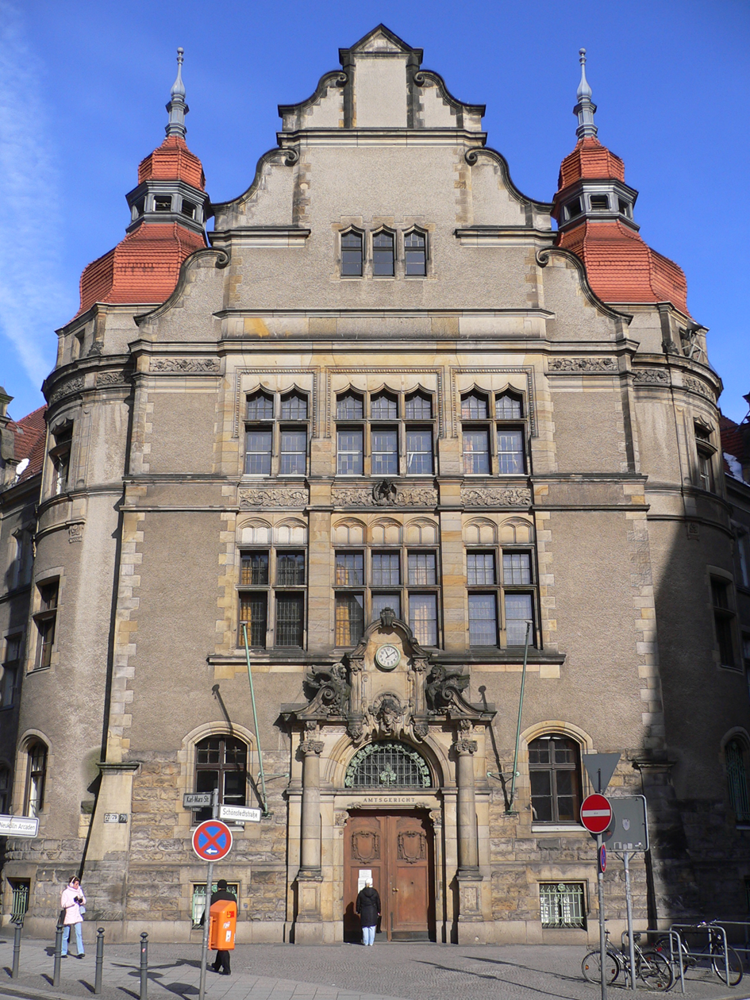 AMTSGERICHT
Karl-Marx-Str.
Schönstedtstraße
Neukölln Arcaden